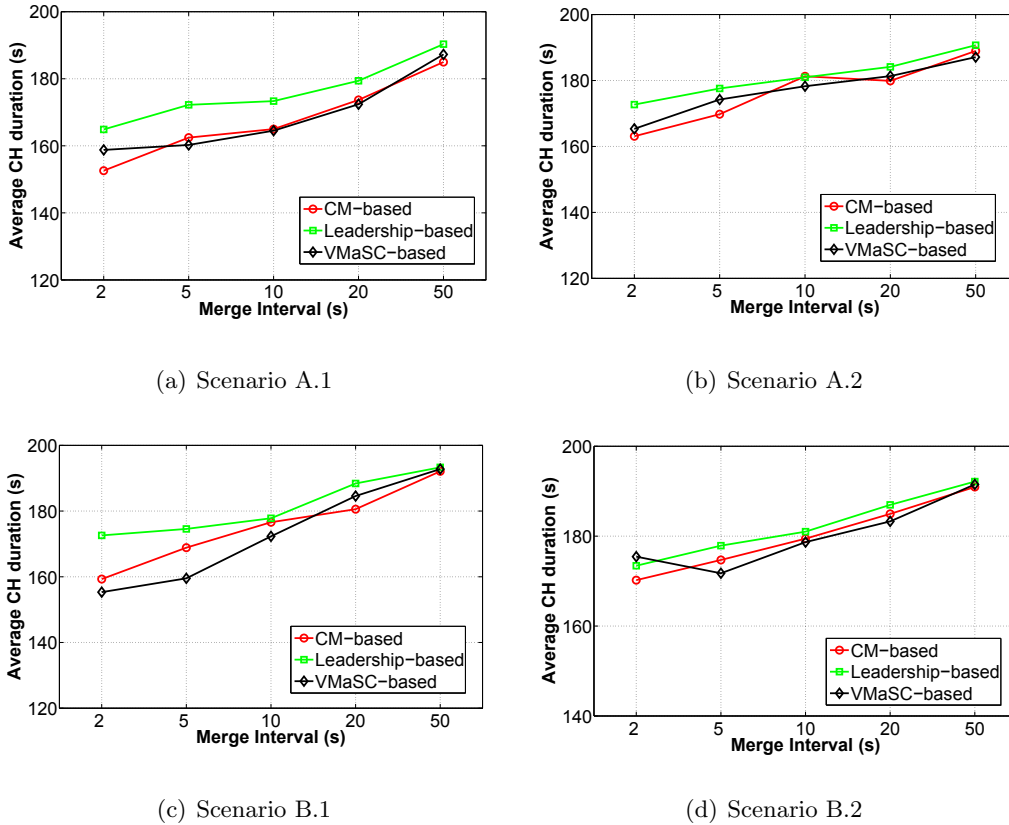 200
180
160
140
120
Average CH duration (s)
2 5 10 20 50
Merge Interval (s)
CM−based
Leadership−based
VMaSC−based
(a) Scenario A.1
200
180
160
140
120
Average CH duration (s)
2 5 10 20 50
Merge Interval (s)
CM−based
Leadership−based
VMaSC−based
(b) Scenario A.2
200
180
160
140
120
Average CH duration (s)
2 5 10 20 50
Merge Interval (s)
CM−based
Leadership−based
VMaSC−based
(c) Scenario B.1
200
180
160
140
Average CH duration (s)
2 5 10 20 50
Merge Interval (s)
CM−based
Leadership−based
VMaSC−based
(d) Scenario B.2